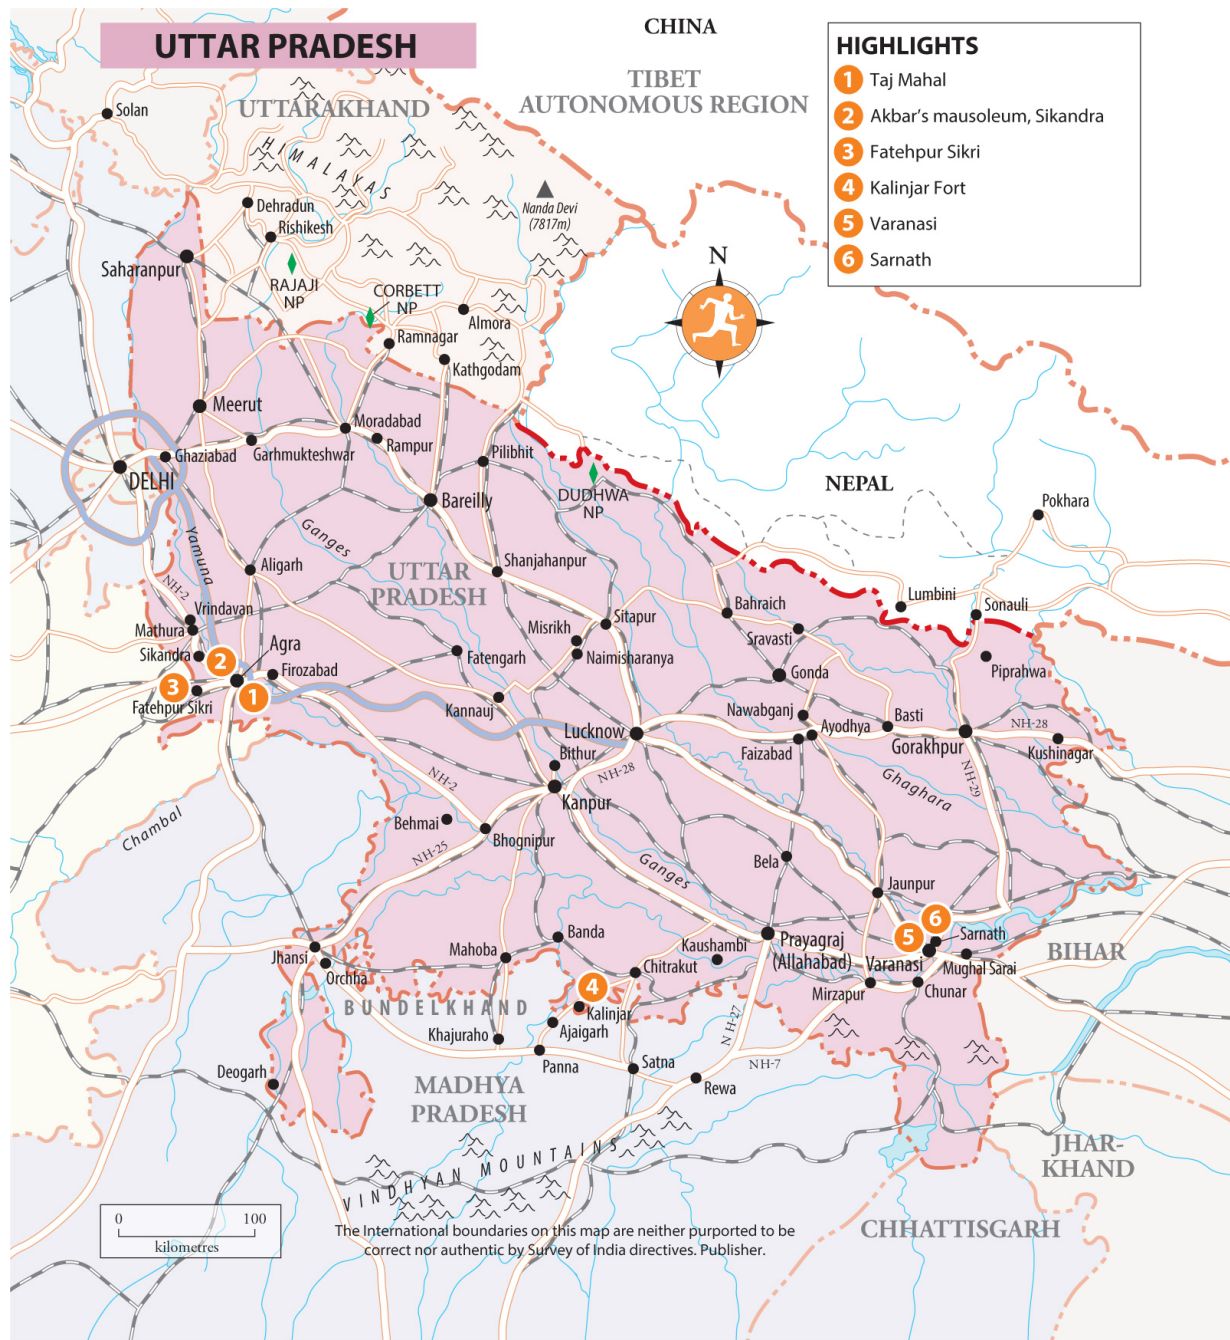 UTTAR PRADESH
CHINA
TIBET
AUTONOMOUS REGION
HIGHLIGHTS
1 Taj Mahal
2 Akbar's mausoleum, Sikandra
3 Fatehpur Sikri
4 Kalinjar Fort
5 Varanasi
6 Sarnath
Solan
UTTARAKHAND
HIMALAYAS
Nanda Devi
(7817m)
Dehradun
Rishikesh
Saharanpur
RAJAJI
NP
CORBETT
NP
N
Almora
Ramnagar
Kathgodam
Meerut
Moradabad
Rampur
Ghaziabad
Garhmukteshwar
Pilibhit
DELHI
DUDHWA
NP
NEPAL
Bareilly
Pokhara
Yamuna
Ganges
Aligarh
Shanjahanpur
UTTAR
PRADESH
NH-2
Vrindavan
Mathura
Lumbini
Sonauli
Bahraich
Sitapur
Misrikh
Sravasti
Sikandra
Agra
Naimisharanya
Fatengarh
Piprahwa
Firozabad
Gonda
2
3
1
Fatehpur Sikri
Kannauj
Nawabganj
Ayodhya
Basti
NH-28
Lucknow
Faizabad
Gorakhpur
Kushinagar
Bithur
NH-28
NH-2
NH-29
Ghaghara
Kanpur
Chambal
Behmai
Bhognipur
NH-25
Ganges
Bela
Jaunpur
6
5
Banda
Prayagraj
(Allahabad)
Kaushambi
Sarnath
Varanasi
BIHAR
Jhansi
Mahoba
Mughal Sarai
Orchha
Chitrakut
4
Mirzapur
Chunar
BUNDELKHAND
Kalinjar
Ajaigarh
Khajuraho
NH-27
Panna
Satna
NH-7
Deogarh
Rewa
MADHYA
PRADESH
VINDHYAN MOUNTAINS
JHAR-
KHAND
CHHATTISGARH
0 100
kilometres
The International boundaries on this map are neither purported to be
correct nor authentic by Survey of India directives. Publisher.